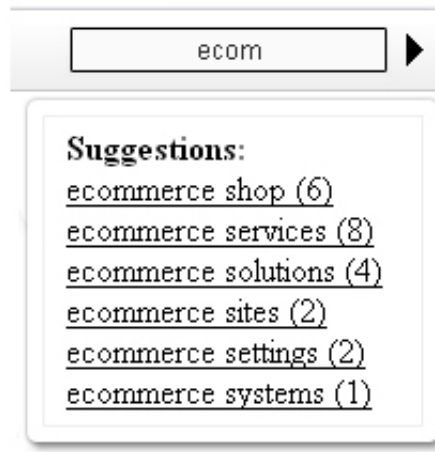 ecom
Suggestions:
ecommerce shop (6)
ecommerce services (8)
ecommerce solutions (4)
ecommerce sites (2)
ecommerce settings (2)
ecommerce systems (1)